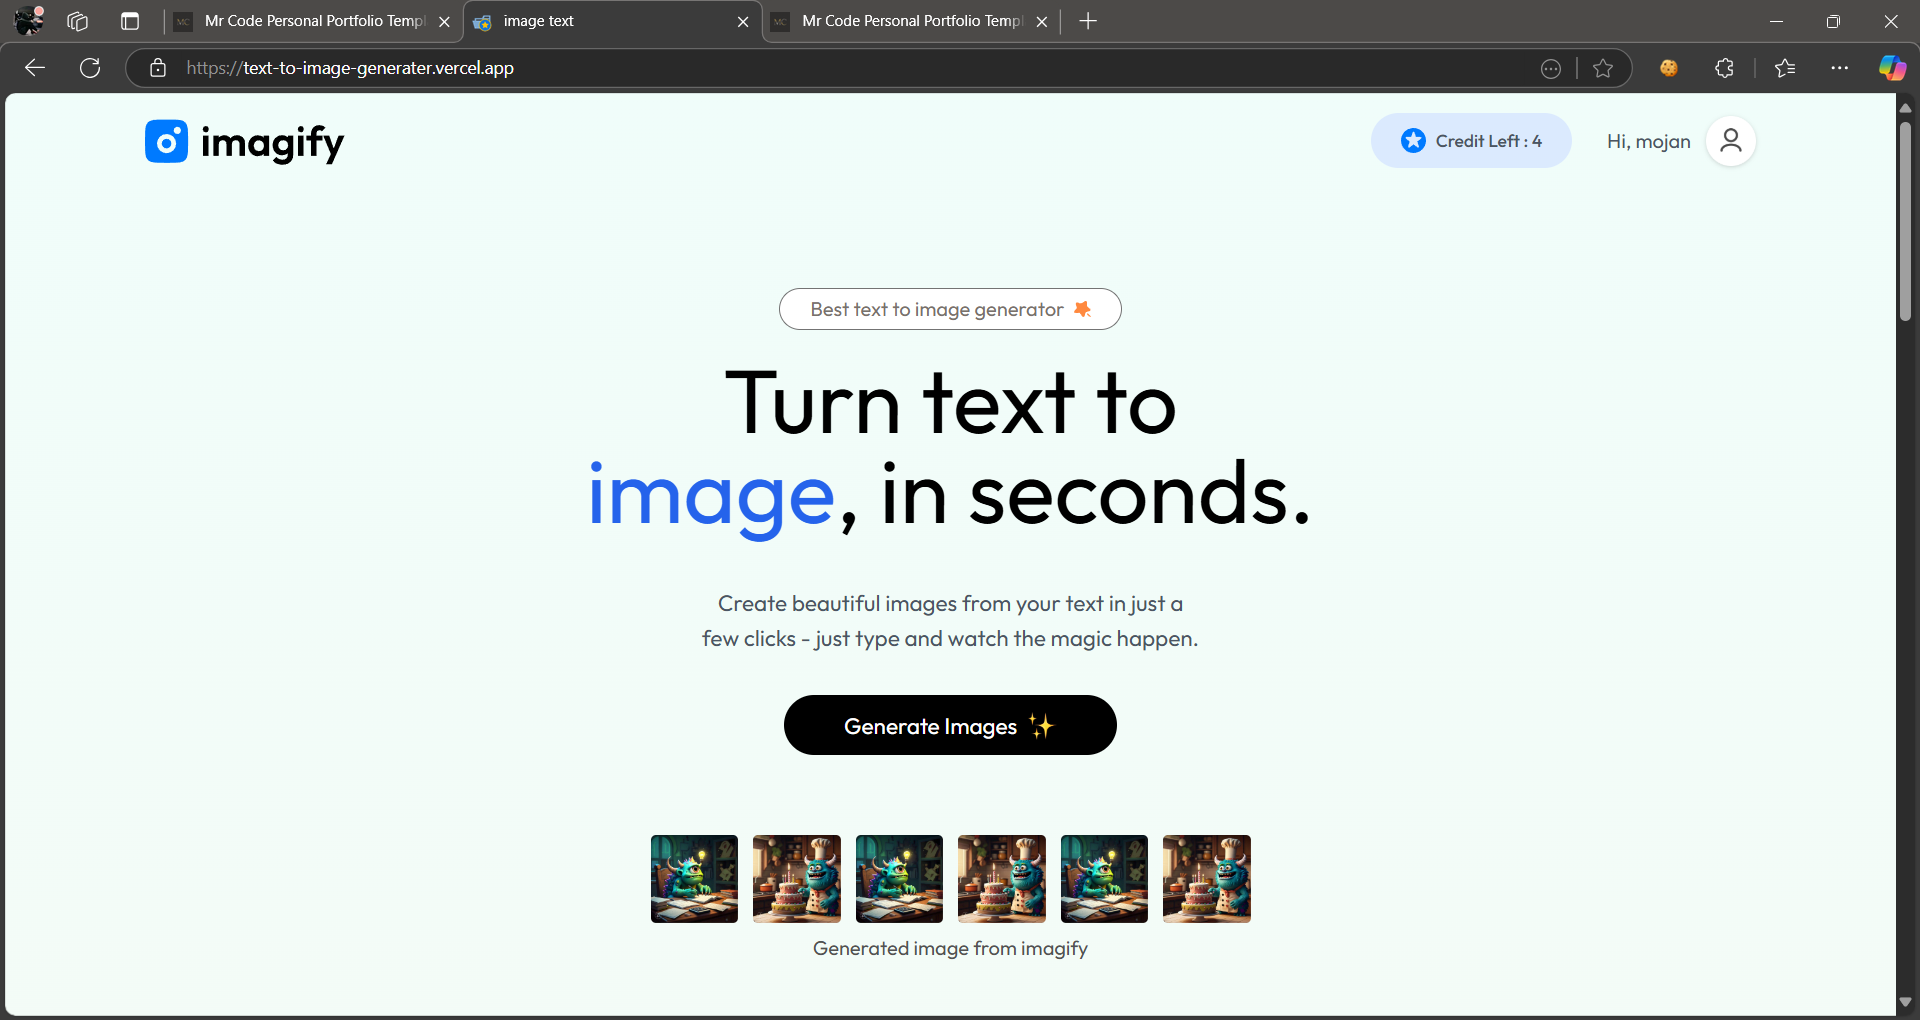 Mr Code Personal Portfolio Templ
image text
Mr Code Personal Portfolio Templ
https://text-to-image-generater.vercel.app
imagify
Credit Left : 4
Hi, mojan
Best text to image generator
Turn text to
image, in seconds.
Create beautiful images from your text in just a
few clicks - just type and watch the magic happen.
Generate Images ✨
Generated image from imagify